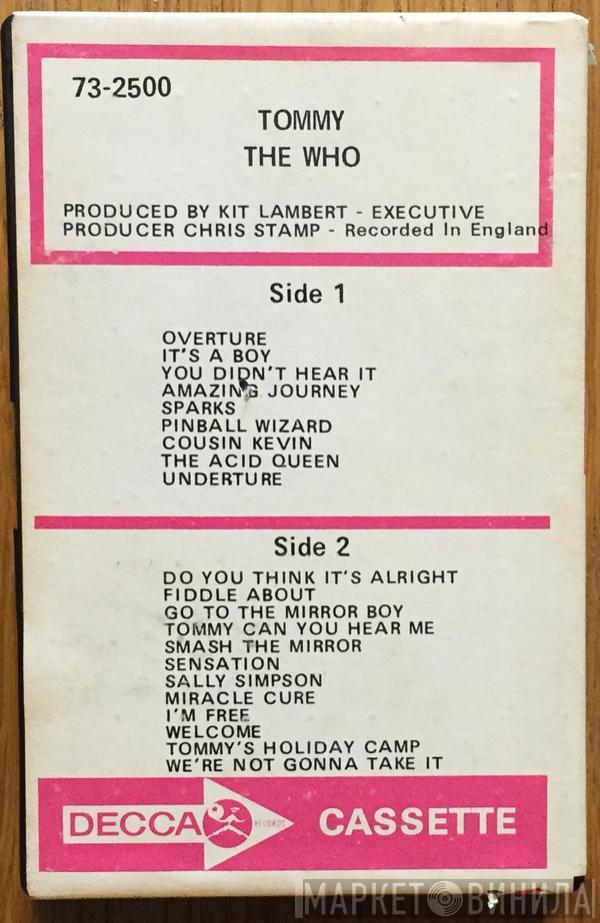 73-2500
TOMMY
THE WHO
PRODUCED BY KIT LAMBERT - EXECUTIVE
PRODUCER CHRIS STAMP - Recorded In England
Side 1
OVERTURE
IT'S A BOY
YOU DIDN'T HEAR IT
AMAZING JOURNEY
SPARKS
PINBALL WIZARD
COUSIN KEVIN
THE ACID QUEEN
UNDERTURE
Side 2
DO YOU THINK IT'S ALRIGHT
FIDDLE ABOUT
GO TO THE MIRROR BOY
TOMMY CAN YOU HEAR ME
SMASH THE MIRROR
SENSATION
SALLY SIMPSON
MIRACLE CURE
I'M FREE
WELCOME
TOMMY'S HOLIDAY CAMP
WE'RE NOT GONNA TAKE IT
DECCA RECORDS CASSETTE
МАРКЕТ ВИНИЛА